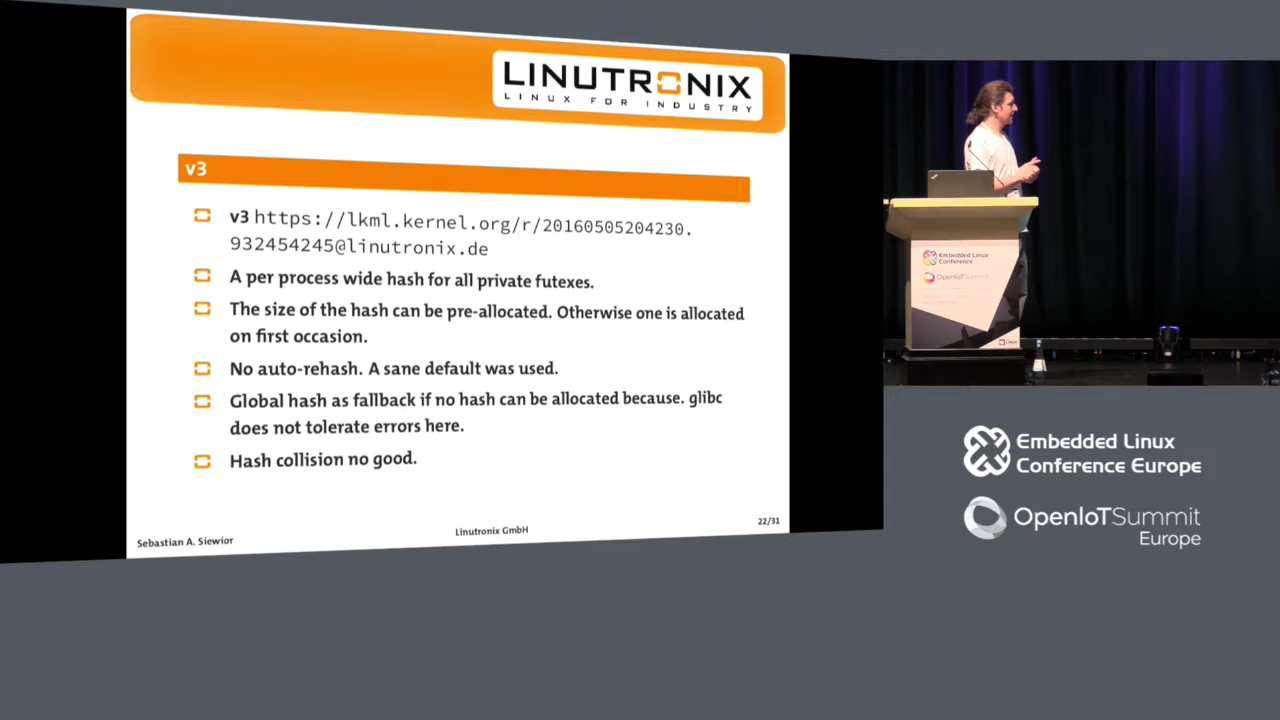 LINUTRONIX
LINUX FOR INDUSTRY
v3
v3 https://lkml.kernel.org/r/20160505204230.
932454245@linutronix.de
A per process wide hash for all private futexes.
The size of the hash can be pre-allocated. Otherwise one is allocated
on first occasion.
No auto-rehash. A sane default was used.
Global hash as fallback if no hash can be allocated because. glibc
does not tolerate errors here.
Hash collision no good.
Sebastian A. Siewior
Linutronix GmbH
22/31
Embedded Linux
Conference
OpenIoTSummit
Embedded Linux
Conference Europe
OpenIoTSummit
Europe